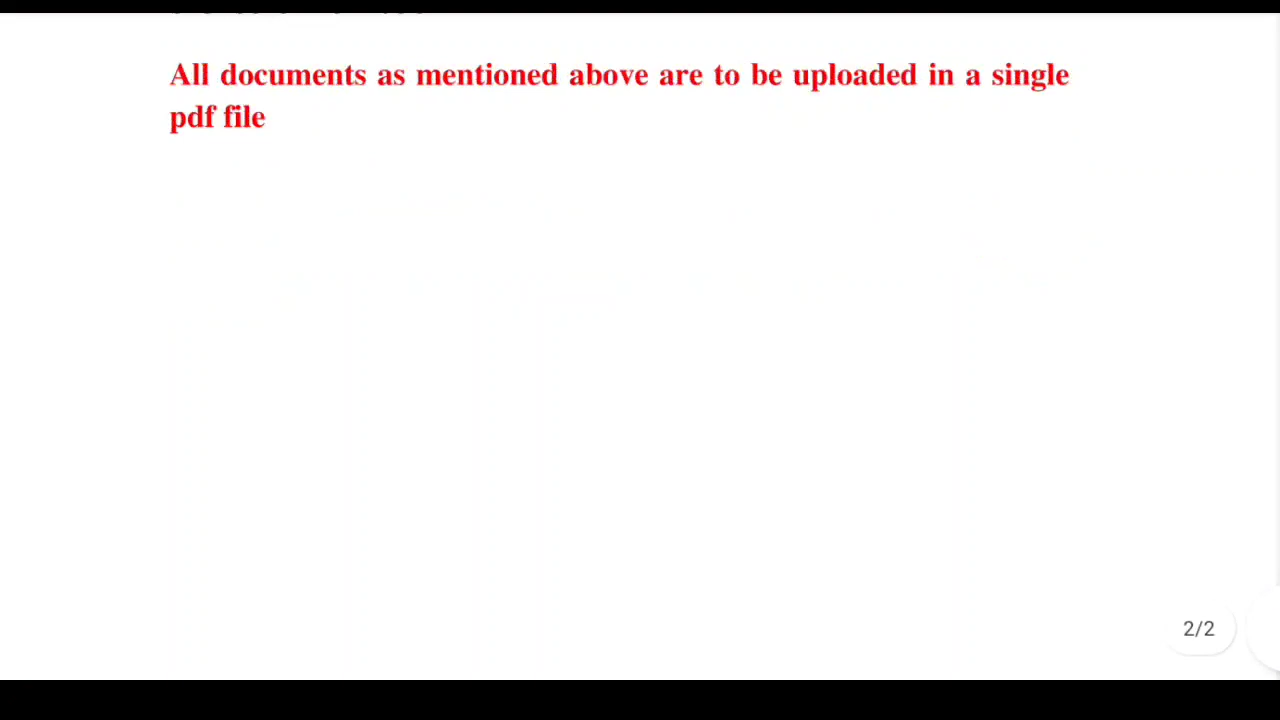 All documents as mentioned above are to be uploaded in a single
pdf file
2/2